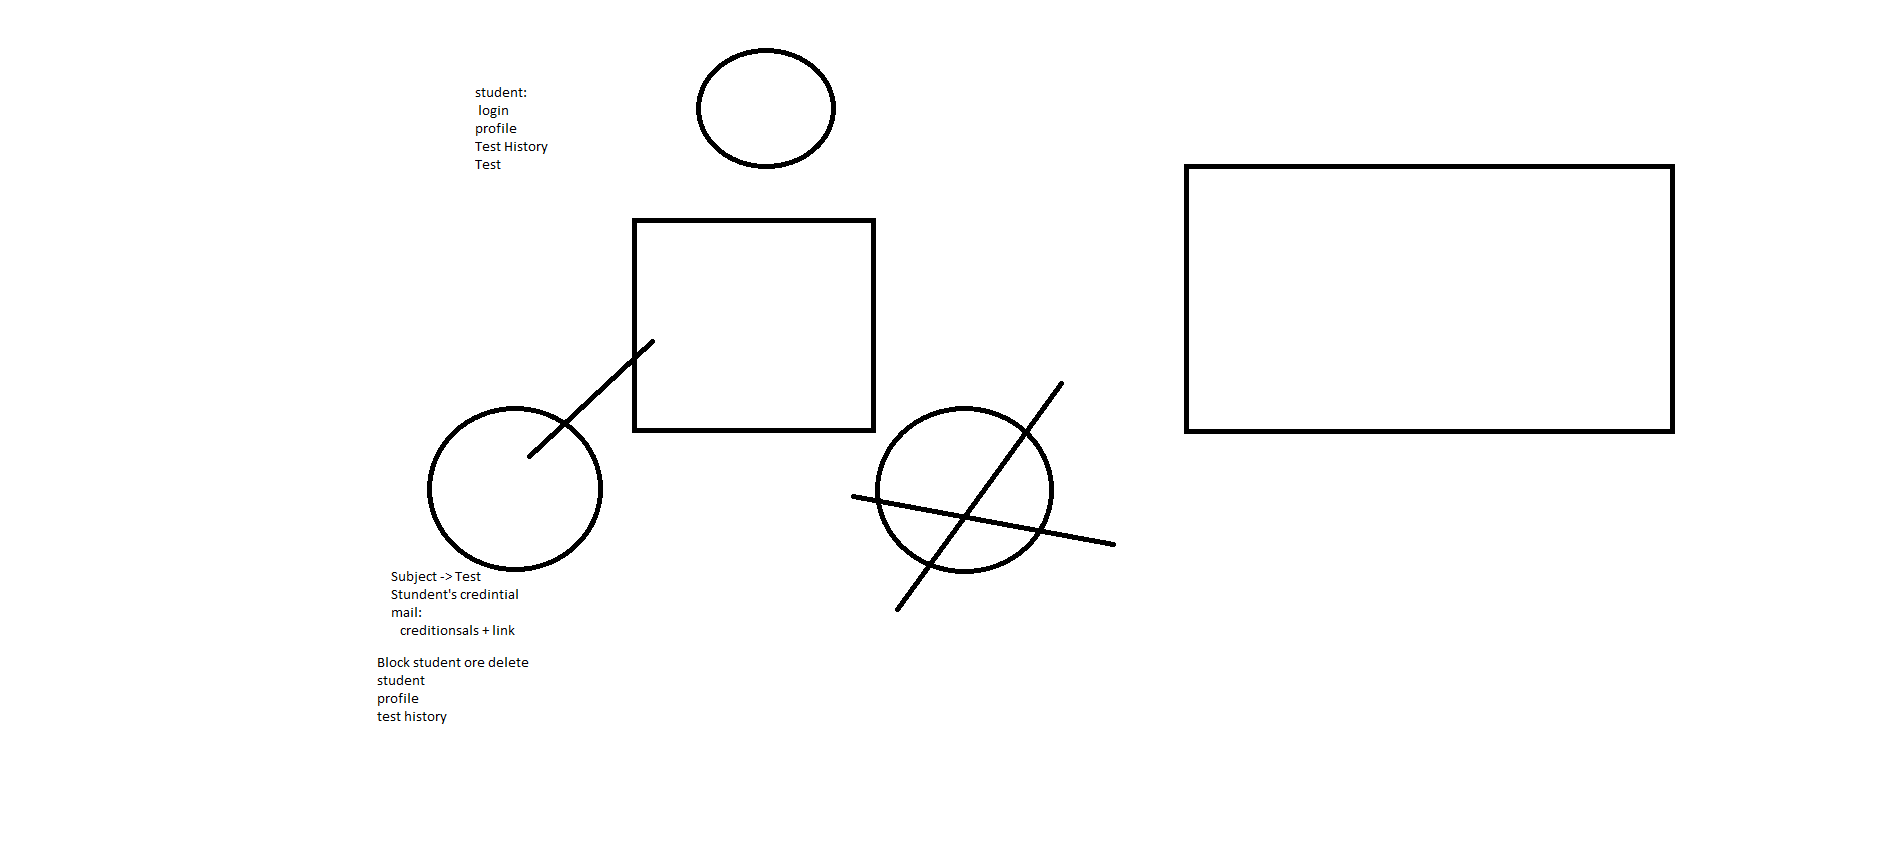 student:
login
profile
Test History
Test
Subject -> Test
Stundent's credintial
mail:
creditionsals + link
Block student ore delete
student
profile
test history